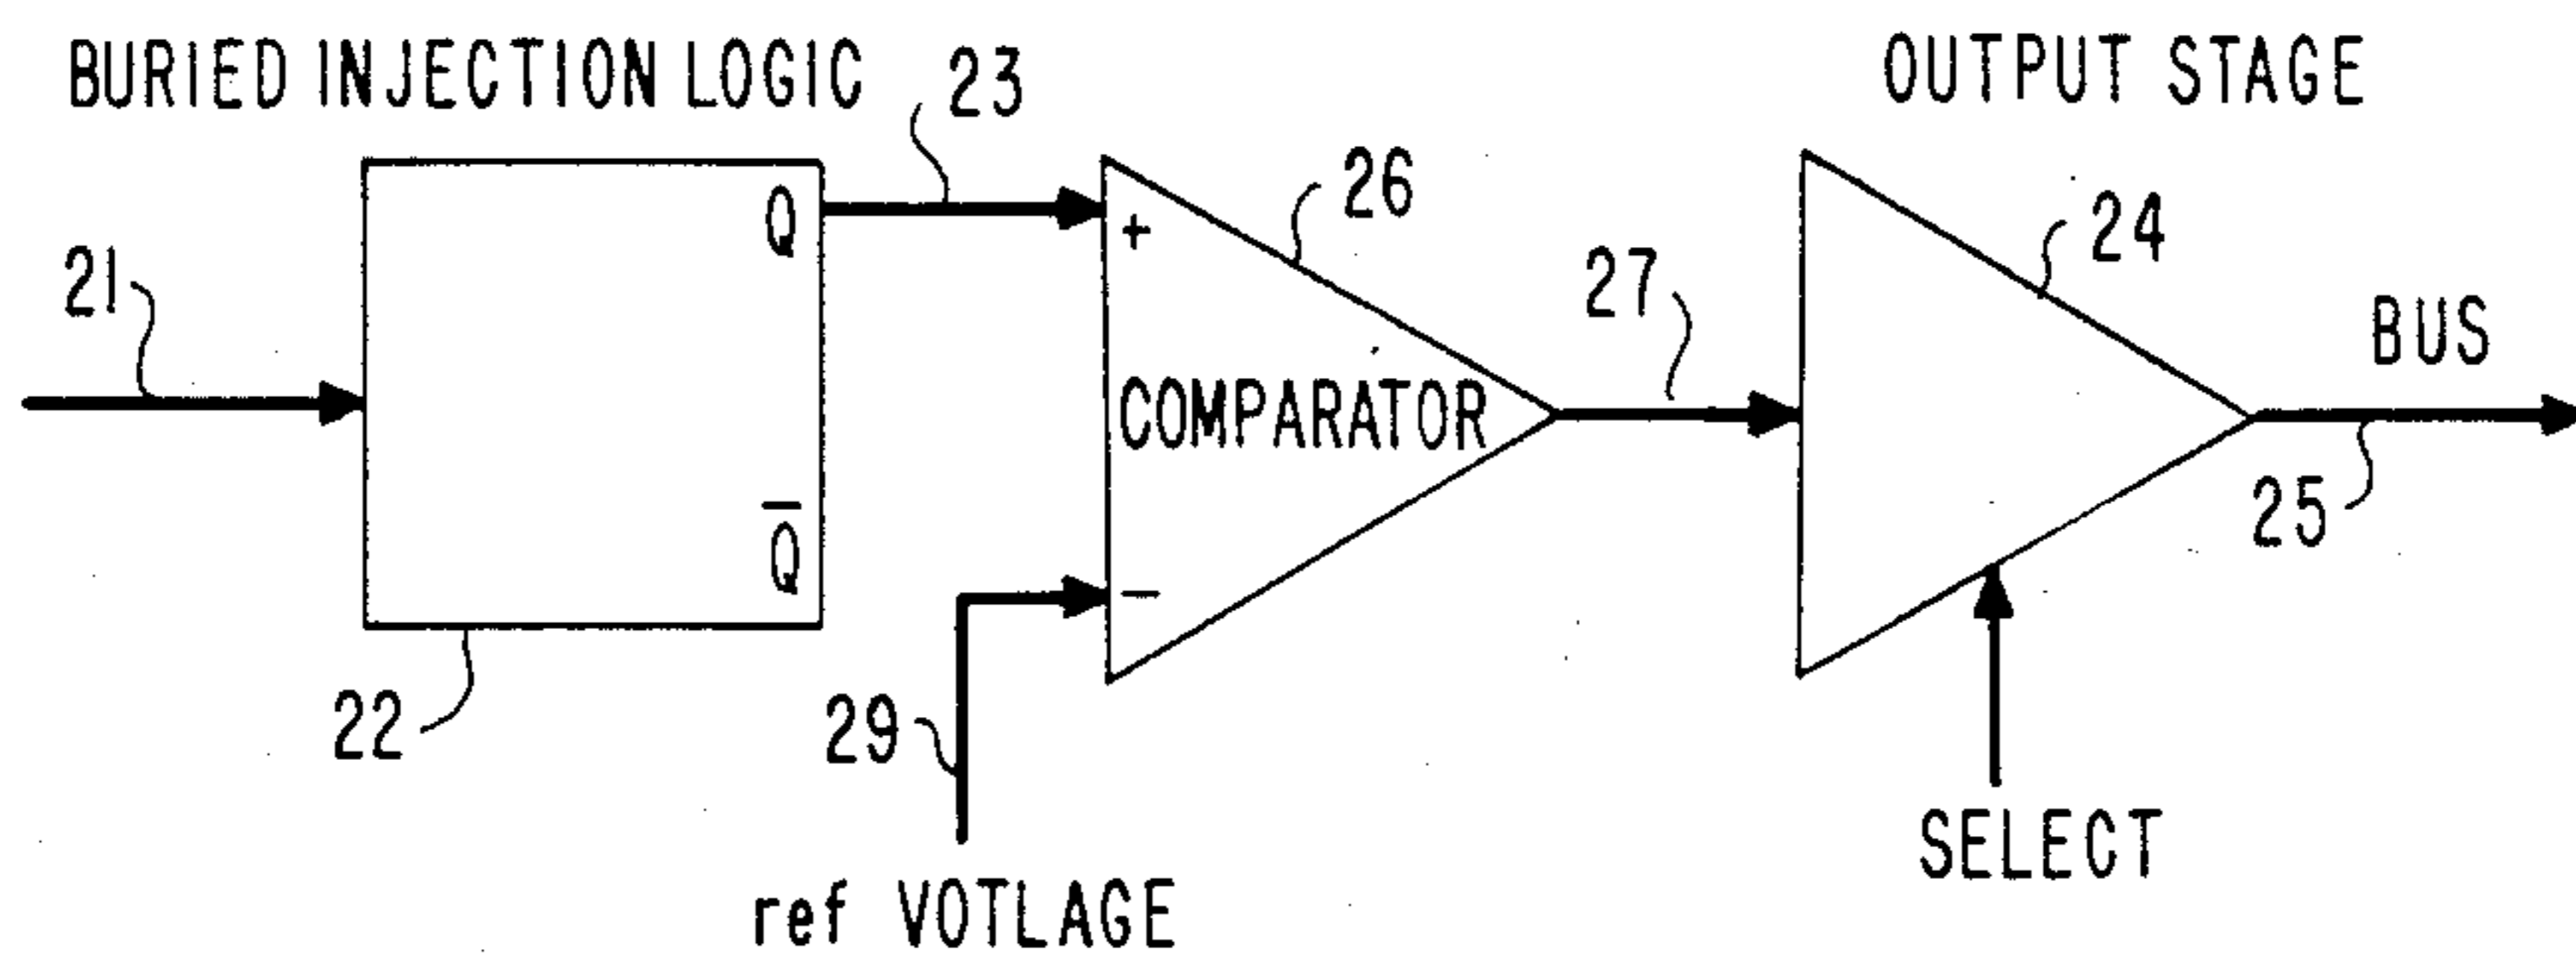 BURIED INJECTION LOGIC
23
OUTPUT STAGE
26
24
Q
+
21
27
BUS
COMPARATOR
25
Q̅
−
22
29
SELECT
ref VOTLAGE